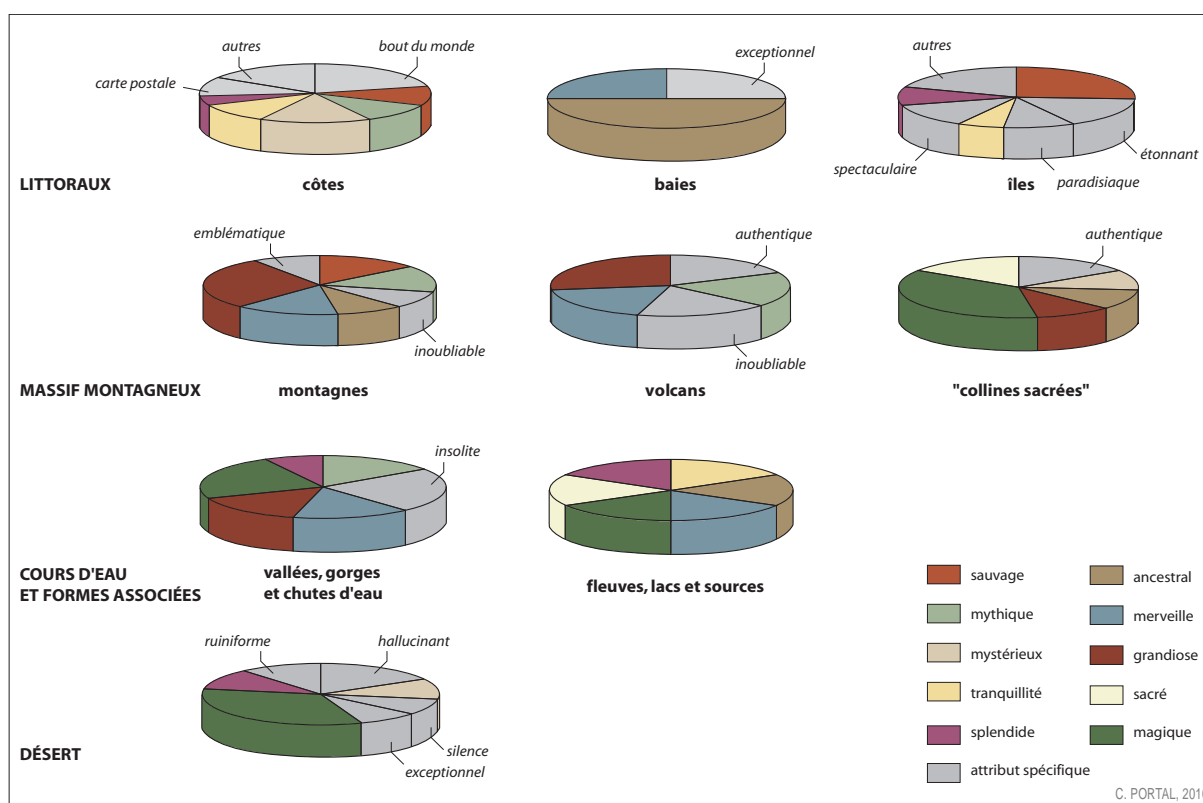 autres
bout du monde
carte postale
exceptionnel
autres
étonnant
spectaculaire
paradisiaque
LITTORAUX
côtes
baies
îles
emblématique
inoubliable
authentique
inoubliable
authentique
MASSIF MONTAGNEUX
montagnes
volcans
"collines sacrées"
insolite
COURS D'EAU
ET FORMES ASSOCIÉES
vallées, gorges
et chutes d'eau
fleuves, lacs et sources
ruiniforme
hallucinant
silence
exceptionnel
DÉSERT
sauvage
mythique
mystérieux
tranquillité
splendide
attribut spécifique
ancestral
merveille
grandiose
sacré
magique
C. PORTAL, 2010